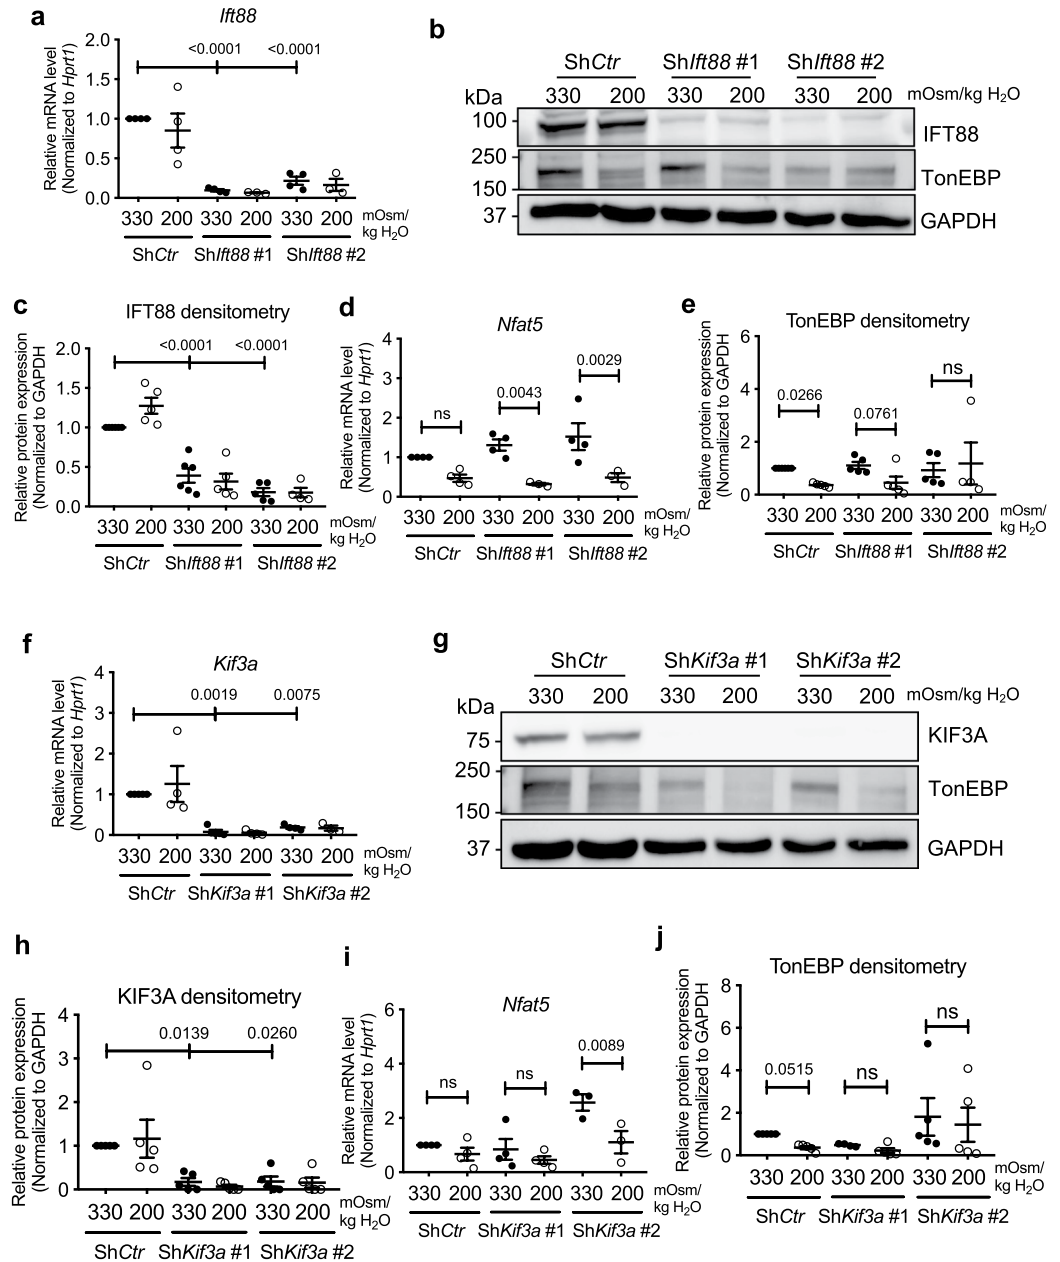 a
Ift88
Relative mRNA level
(Normalized to Hprt1)
2.0
1.5
1.0
0.5
0.0
<0.0001 <0.0001
330 200 330 200 330 200 mOsm/
kg H2O
ShCtr ShIft88 #1 ShIft88 #2
b
ShCtr ShIft88 #1 ShIft88 #2
kDa 330 200 330 200 330 200 mOsm/kg H2O
100 IFT88
250
150 TonEBP
37 GAPDH
c
IFT88 densitometry
Relative protein expression
(Normalized to GAPDH)
2.0
1.5
1.0
0.5
0.0
<0.0001 <0.0001
330 200 330 200 330 200 mOsm/
kg H2O
ShCtr ShIft88 #1 ShIft88 #2
d
Nfat5
Relative mRNA level
(Normalized to Hprt1)
4
3
2
1
0
ns 0.0043 0.0029
330 200 330 200 330 200 mOsm/
kg H2O
ShCtr ShIft88 #1 ShIft88 #2
e
TonEBP densitometry
Relative protein expression
(Normalized to GAPDH)
6
4
2
0
0.0266 0.0761 ns
330 200 330 200 330 200 mOsm/
kg H2O
ShCtr ShIft88 #1 ShIft88 #2
f
Kif3a
Relative mRNA level
(Normalized to Hprt1)
4
3
2
1
0
0.0019 0.0075
330 200 330 200 330 200 mOsm/
kg H2O
ShCtr ShKif3a #1 ShKif3a #2
g
ShCtr ShKif3a #1 ShKif3a #2
330 200 330 200 330 200 mOsm/kg H2O
kDa
75 KIF3A
250
TonEBP
150
37 GAPDH
h
KIF3A densitometry
Relative protein expression
(Normalized to GAPDH)
4
3
2
1
0
0.0139 0.0260
330 200 330 200 330 200 mOsm/
kg H2O
ShCtr ShKif3a #1 ShKif3a #2
i
Nfat5
Relative mRNA level
(Normalized to Hprt1)
6
4
2
0
ns ns 0.0089
330 200 330 200 330 200 mOsm/
kg H2O
ShCtr ShKif3a #1 ShKif3a #2
j
TonEBP densitometry
Relative protein expression
(Normalized to GAPDH)
8
6
4
2
0
0.0515 ns ns
330 200 330 200 330 200 mOsm/
kg H2O
ShCtr ShKif3a #1 ShKif3a #2